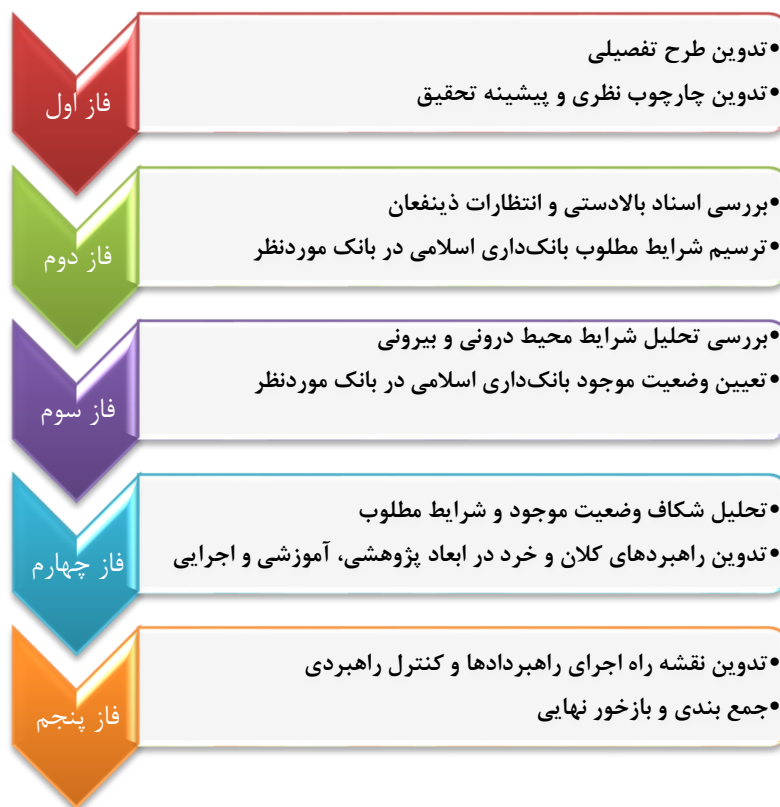 فاز اول
•تدوین طرح تفصیلی
•تدوین چارچوب نظری و پیشینه تحقیق
فاز دوم
•بررسی اسناد بالادستی و انتظارات ذینفعان
•ترسیم شرایط مطلوب بانک‌داری اسلامی در بانک موردنظر
فاز سوم
•بررسی تحلیل شرایط محیط درونی و بیرونی
•تعیین وضعیت موجود بانک‌داری اسلامی در بانک موردنظر
فاز چهارم
•تحلیل شکاف وضعیت موجود و شرایط مطلوب
•تدوین راهبردهای کلان و خرد در ابعاد پژوهشی، آموزشی و اجرایی
فاز پنجم
•تدوین نقشه راه اجرای راهبردادها و کنترل راهبردی
•جمع بندی و بازخور نهایی